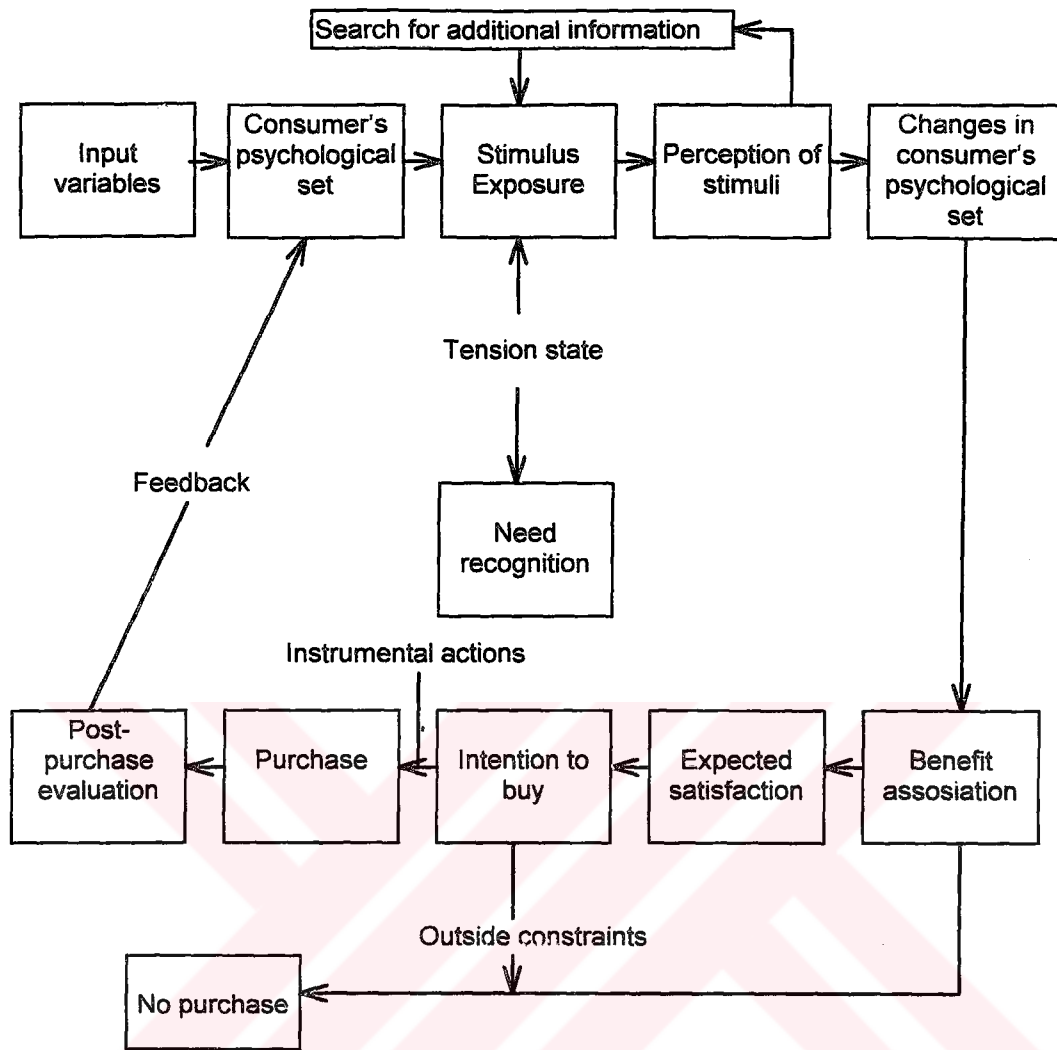 Search for additional information
Input
variables
Consumer's
psychological
set
Stimulus
Exposure
Perception of
stimuli
Changes in
consumer's
psychological
set
Tension state
Feedback
Need
recognition
Instrumental actions
Post-
purchase
evaluation
Purchase
Intention to
buy
Expected
satisfaction
Benefit
assosiation
Outside constraints
No purchase